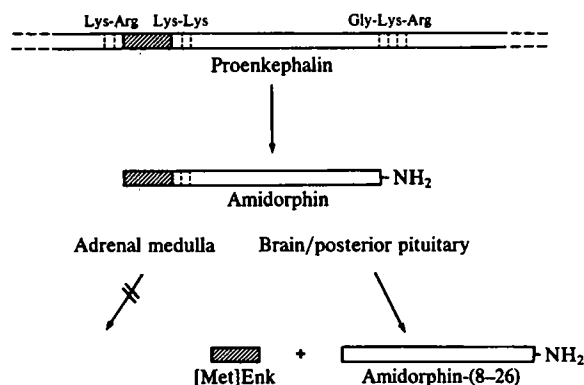 Lys-Arg Lys-Lys Gly-Lys-Arg
Proenkephalin
NH2
Amidorphin
Adrenal medulla Brain/posterior pituitary
+ NH2
[Met]Enk Amidorphin-(8–26)